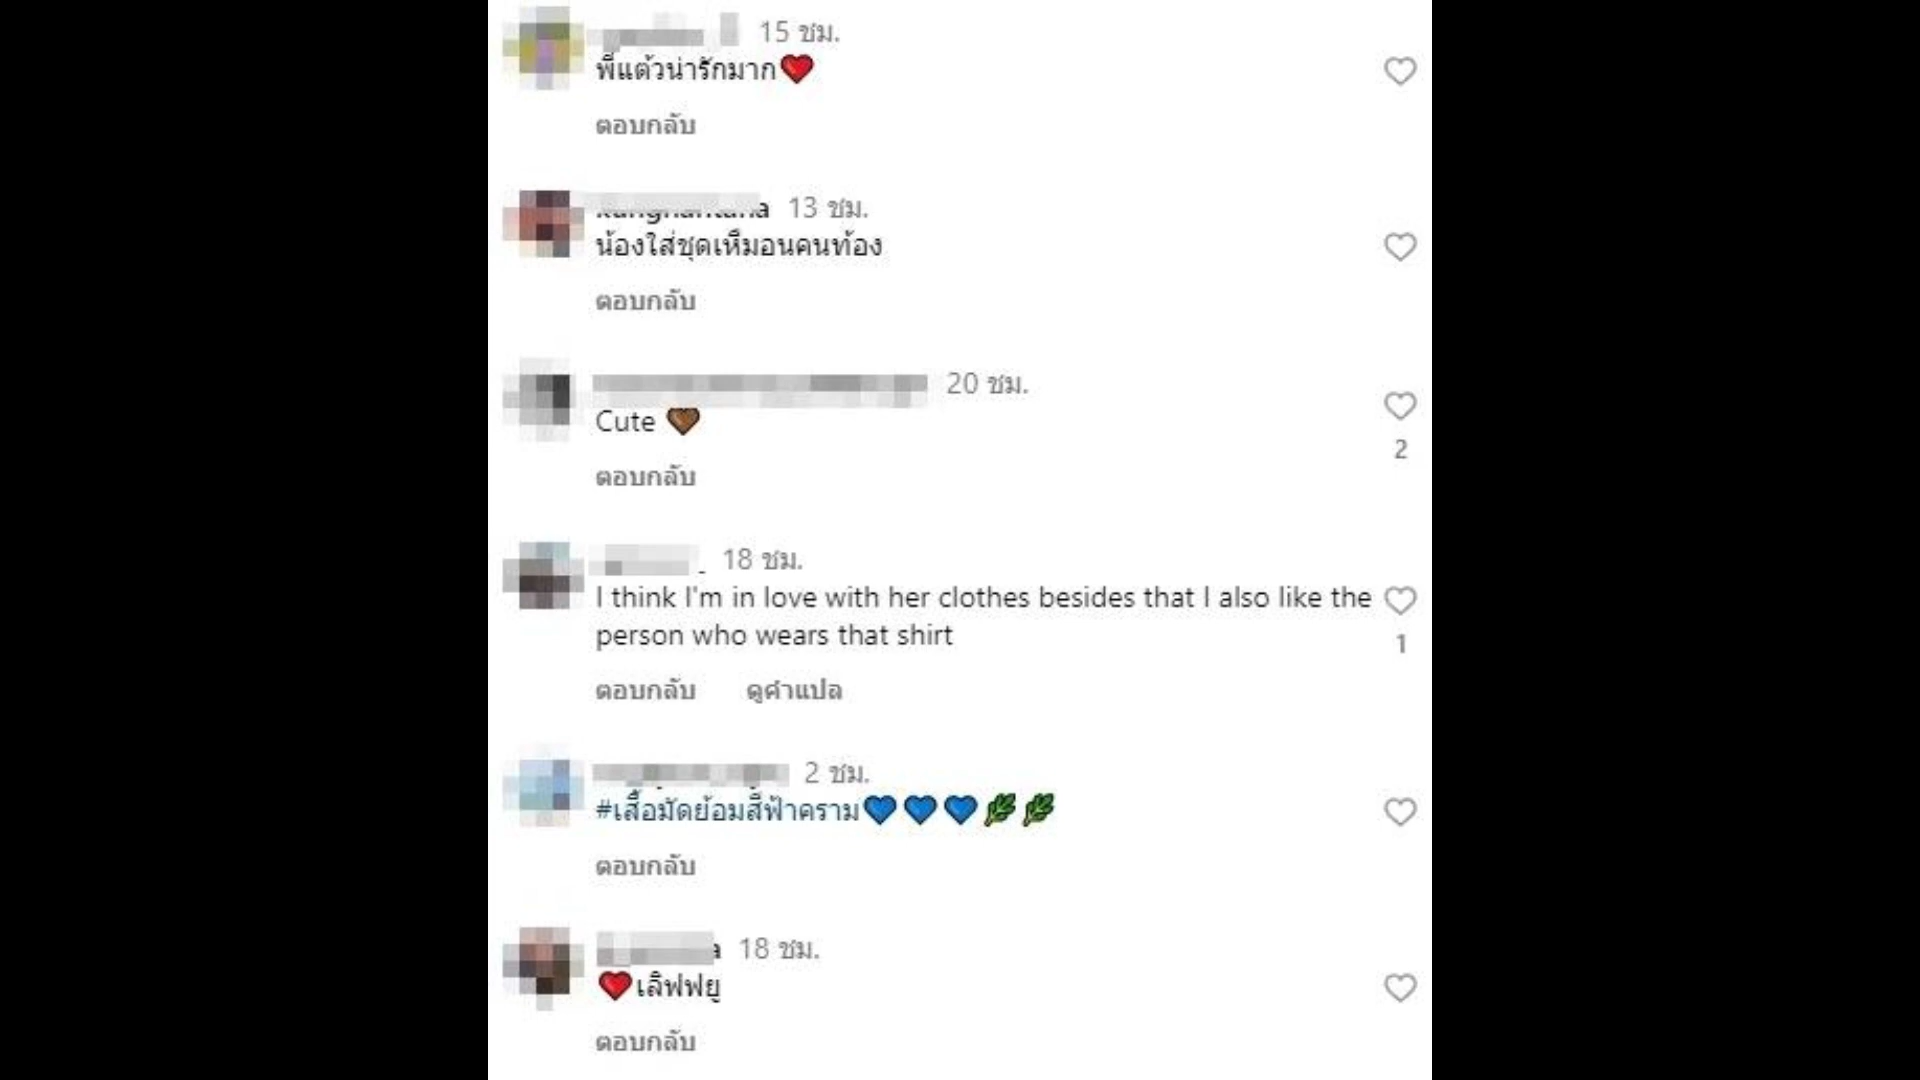 15 ชม.
พี่แต้วน่ารักมาก❤️
ตอบกลับ
13 ชม.
น้องใส่ชุดเหึมอนคนท้อง
ตอบกลับ
20 ชม.
Cute 🤎
2
ตอบกลับ
18 ชม.
I think I'm in love with her clothes besides that I also like the
person who wears that shirt
1
ตอบกลับ ดูคำแปล
2 ชม.
#เสื้อมัดย้อมสีฟ้าคราม💙💙💙🌿🌿
ตอบกลับ
18 ชม.
❤️เลิฟฟยู
ตอบกลับ